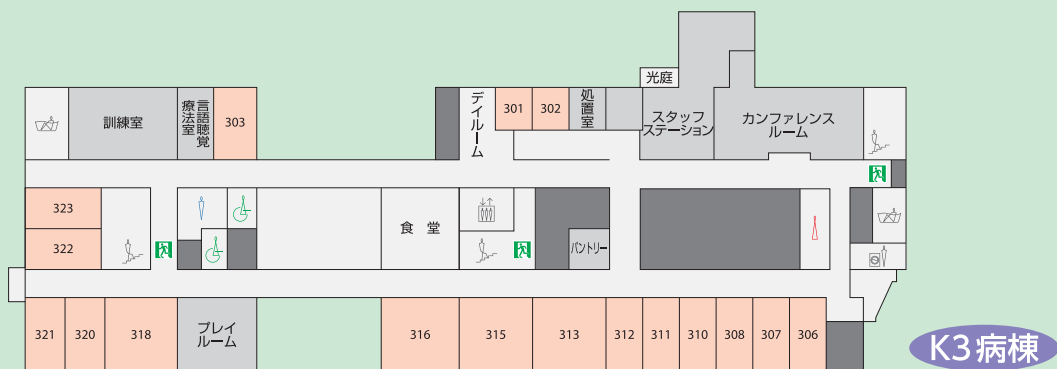 光庭
訓練室
言語聴覚
療法室
303
デイルーム
301
302
処置室
スタッフ
ステーション
カンファレンス
ルーム
323
322
食堂
パントリー
321
320
318
プレイ
ルーム
316
315
313
312
311
310
308
307
306
K3病棟